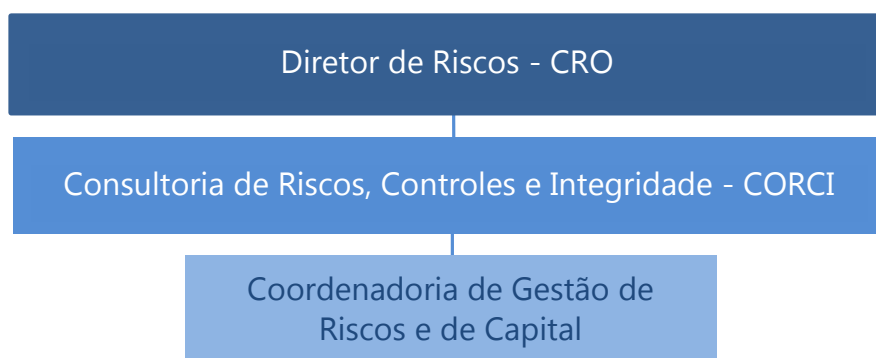 Diretor de Riscos - CRO
Consultoria de Riscos, Controles e Integridade - CORCI
Coordenadoria de Gestão de
Riscos e de Capital